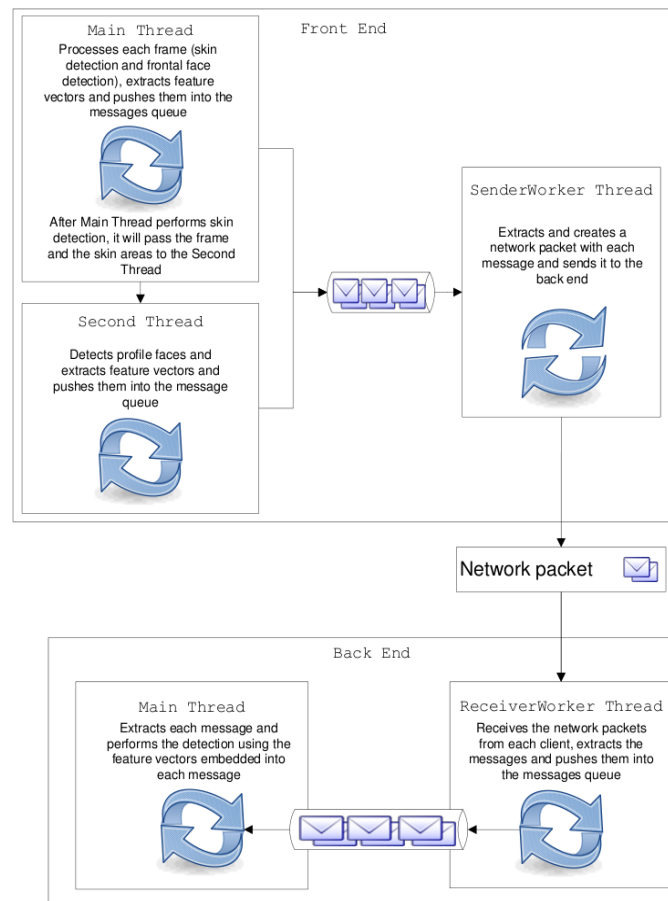 Front End
Main Thread
Processes each frame (skin
detection and frontal face
detection), extracts feature
vectors and pushes them into the
messages queue
After Main Thread performs skin
detection, it will pass the frame
and the skin areas to the Second
Thread
Second Thread
Detects profile faces and
extracts feature vectors and
pushes them into the message
queue
SenderWorker Thread
Extracts and creates a
network packet with each
message and sends it to the
back end
Network packet
Back End
Main Thread
Extracts each message and
performs the detection using the
feature vectors embedded into
each message
ReceiverWorker Thread
Receives the network packets
from each client, extracts the
messages and pushes them into
the messages queue